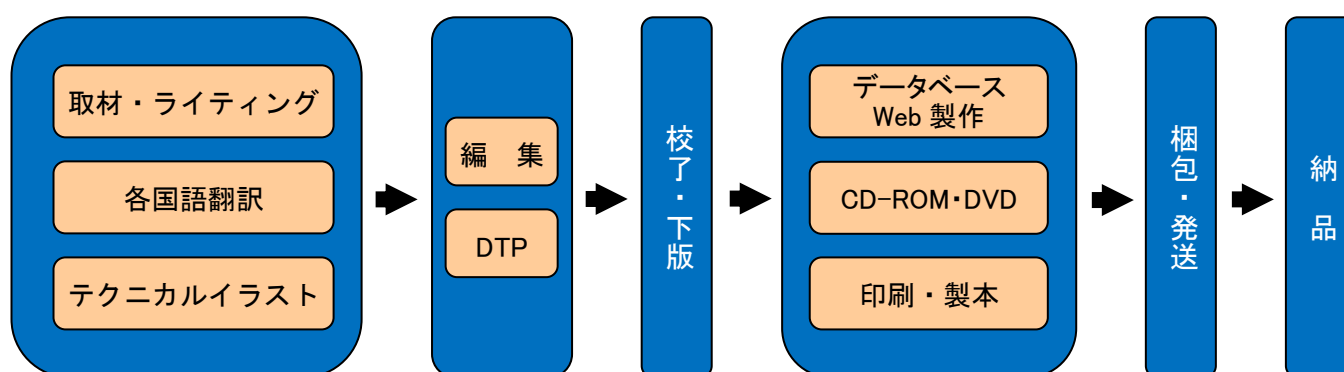 取材・ライティング
各国語翻訳
テクニカルイラスト
編　集
DTP
校了・下版
データベース
Web 製作
CD-ROM・DVD
印刷・製本
梱包・発送
納　品